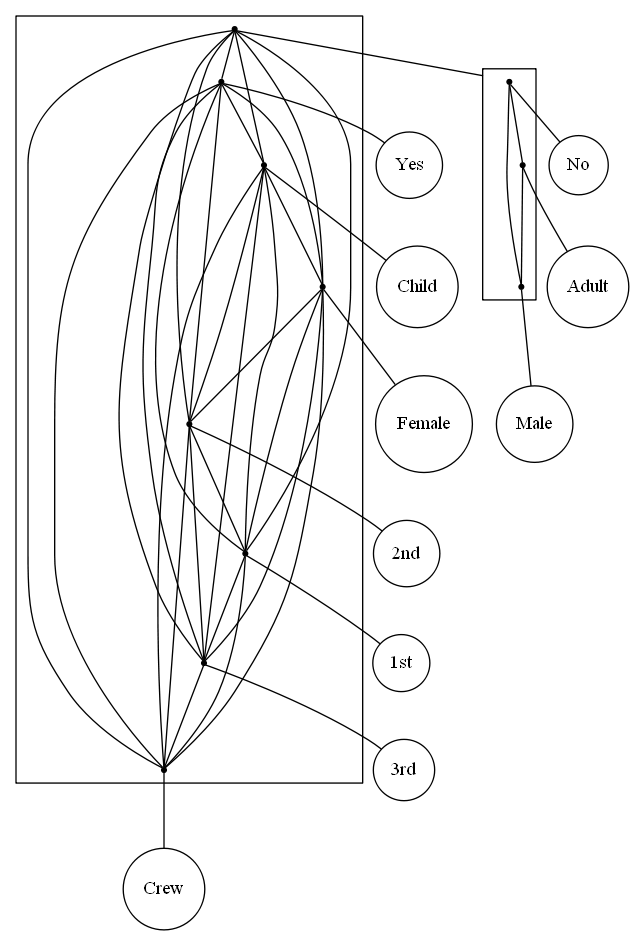 Yes
No
Child
Adult
Female
Male
2nd
1st
3rd
Crew